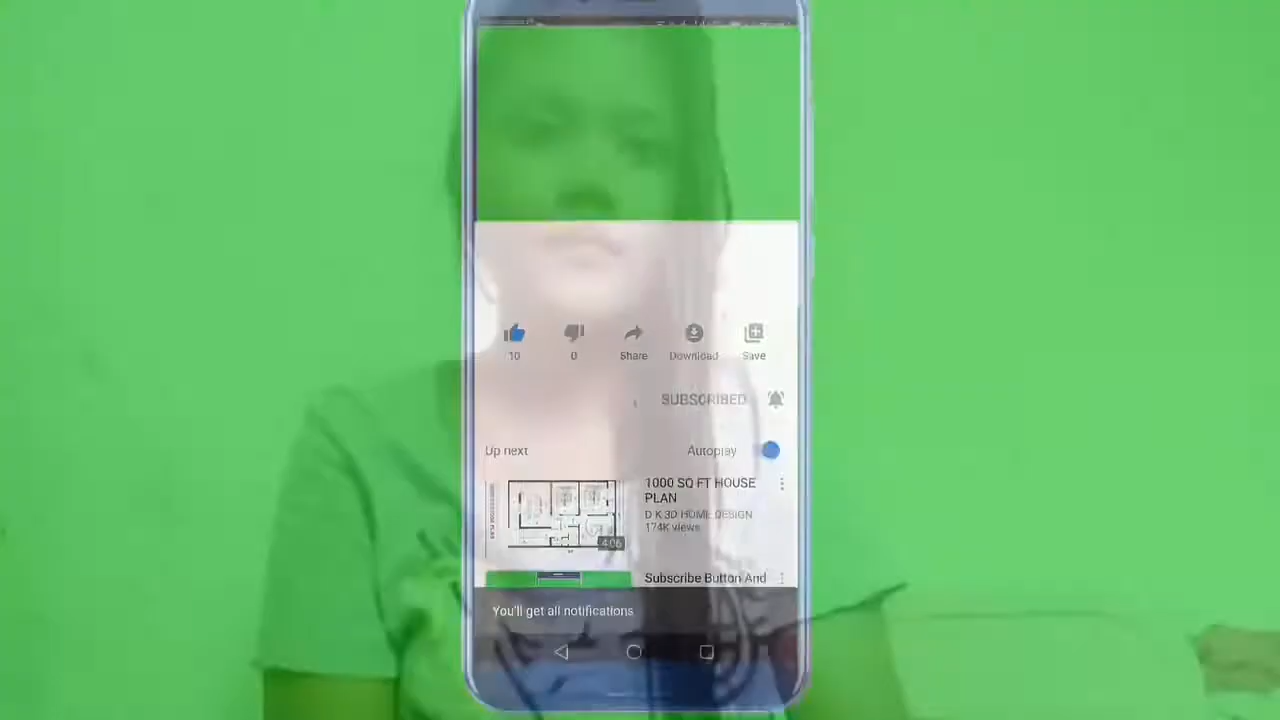 10
0
Share
Download
Save
SUBSCRIBED
Up next
Autoplay
1000 SQ FT HOUSE
PLAN
D K 3D HOME DESIGN
174K views
4:06
Subscribe Button And
You'll get all notifications